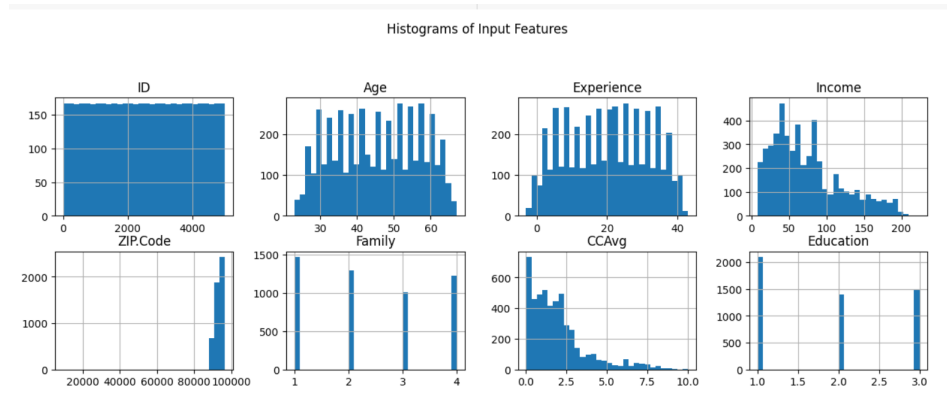 Histograms of Input Features
ID
Age
Experience
Income
150
100
50
0
0 2000 4000
200
100
0
30 40 50 60
200
100
0
0 20 40
400
300
200
100
0
0 50 100 150 200
ZIP.Code
Family
CCAvg
Education
2000
1000
0
20000 40000 60000 80000 100000
1500
1000
500
0
1 2 3 4
600
400
200
0
0.0 2.5 5.0 7.5 10.0
2000
1500
1000
500
0
1.0 1.5 2.0 2.5 3.0